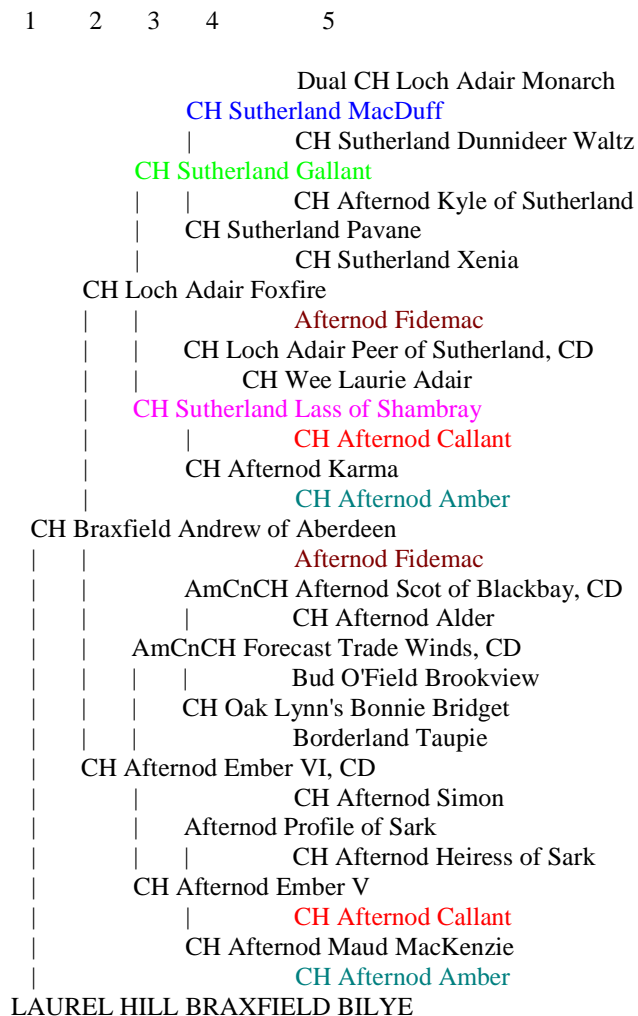 1 2 3 4 5
Dual CH Loch Adair Monarch
CH Sutherland MacDuff
| CH Sutherland Dunnideer Waltz
CH Sutherland Gallant
| | CH Afternod Kyle of Sutherland
| CH Sutherland Pavane
| CH Sutherland Xenia
CH Loch Adair Foxfire
| | Afternod Fidemac
| | CH Loch Adair Peer of Sutherland, CD
| | CH Wee Laurie Adair
| CH Sutherland Lass of Shambray
| | CH Afternod Callant
| CH Afternod Karma
| CH Afternod Amber
CH Braxfield Andrew of Aberdeen
| | Afternod Fidemac
| | AmCnCH Afternod Scot of Blackbay, CD
| | | CH Afternod Alder
| | AmCnCH Forecast Trade Winds, CD
| | | | Bud O'Field Brookview
| | | CH Oak Lynn's Bonnie Bridget
| | | Borderland Taupie
| CH Afternod Ember VI, CD
| | CH Afternod Simon
| | Afternod Profile of Sark
| | | CH Afternod Heiress of Sark
| CH Afternod Ember V
| | CH Afternod Callant
| CH Afternod Maud MacKenzie
| CH Afternod Amber
LAUREL HILL BRAXFIELD BILYE